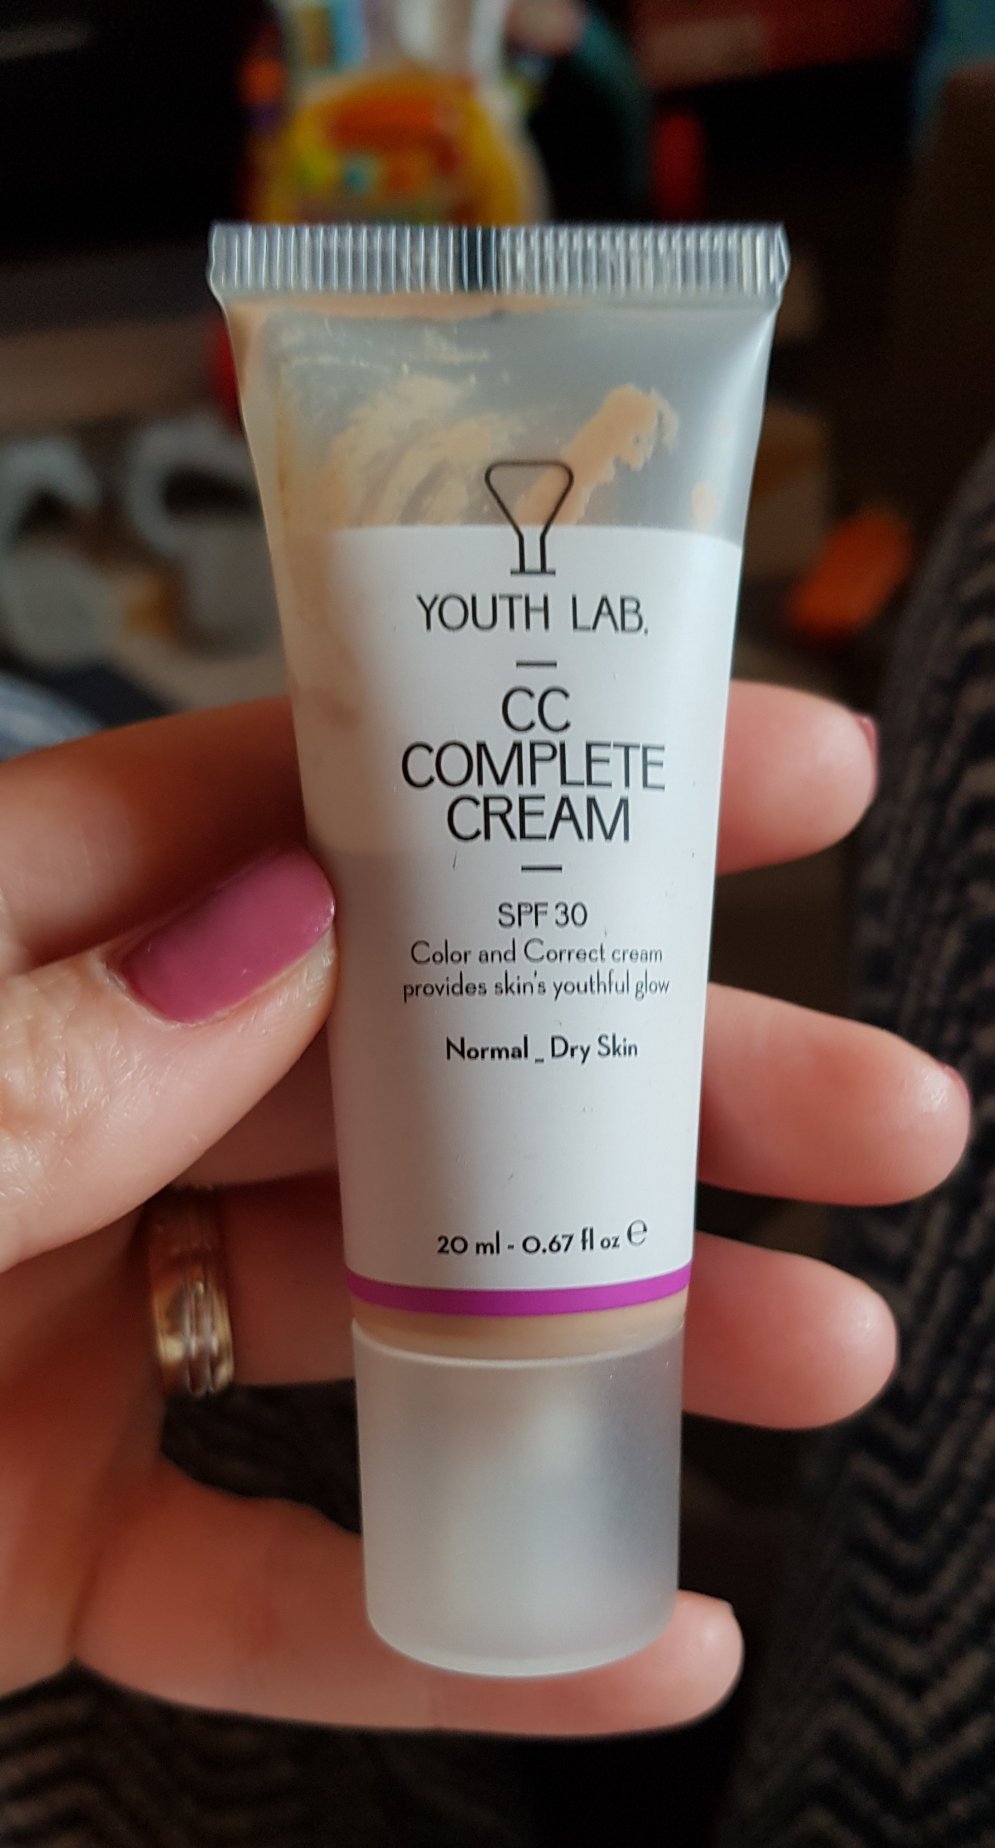 YOUTH LAB.
CC
COMPLETE
CREAM
SPF 30
Color and Correct cream
provides skin's youthful glow
Normal _ Dry Skin
20 ml - 0.67 fl oz ℮